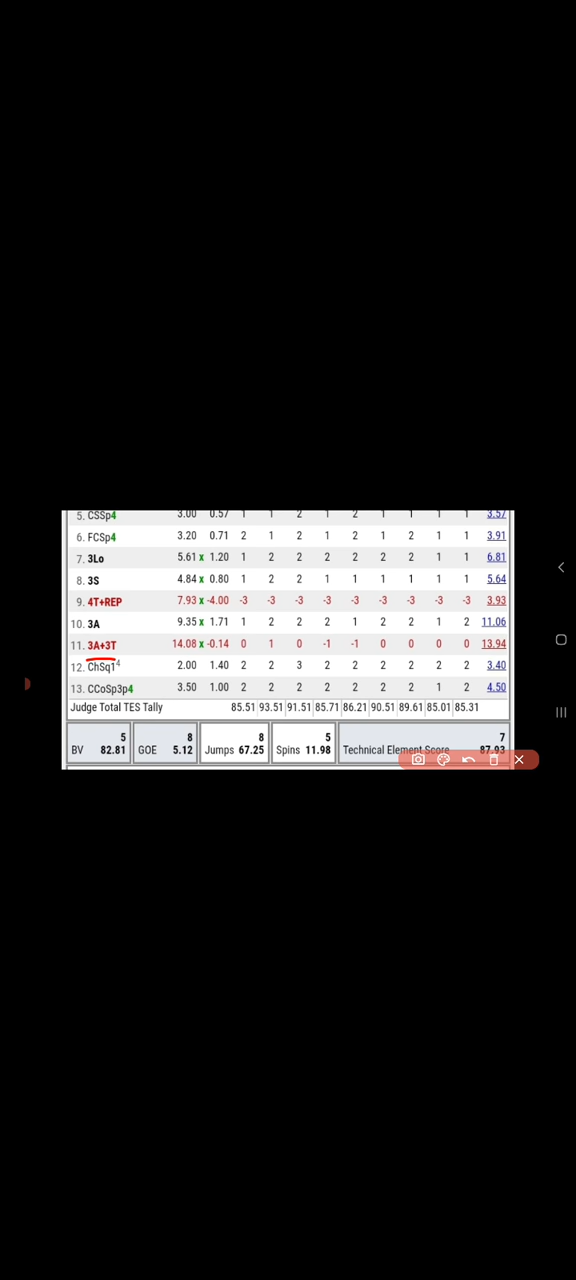 5. CSSp4 3.00 0.57 1 1 2 1 2 1 1 1 1 3.57
6. FCSp4 3.20 0.71 2 1 2 1 2 1 2 1 1 3.91
7. 3Lo 5.61 x 1.20 1 2 2 2 2 2 2 1 1 6.81
8. 3S 4.84 x 0.80 1 2 2 1 1 1 1 1 1 5.64
9. 4T+REP 7.93 x -4.00 -3 -3 -3 -3 -3 -3 -3 -3 -3 3.93
10. 3A 9.35 x 1.71 1 2 2 2 1 2 2 1 2 11.06
11. 3A+3T 14.08 x -0.14 0 1 0 -1 -1 0 0 0 0 13.94
12. ChSq1 4 2.00 1.40 2 2 3 2 2 2 2 2 2 3.40
13. CCoSp3p4 3.50 1.00 2 2 2 2 2 2 2 1 2 4.50
Judge Total TES Tally 85.51 93.51 91.51 85.71 86.21 90.51 89.61 85.01 85.31
5 8 8 5 7
BV 82.81 GOE 5.12 Jumps 67.25 Spins 11.98 Technical Element Score 87.93